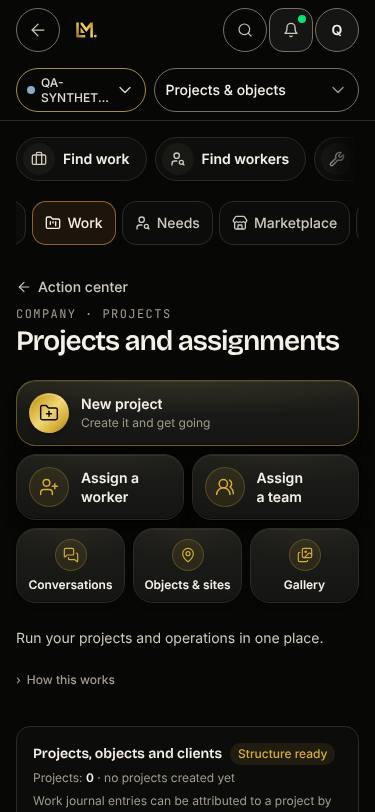 LM.
Q
QA-
SYNTHET...
Projects & objects
Find work
Find workers
Work
Needs
Marketplace
Action center
COMPANY · PROJECTS
Projects and assignments
New project
Create it and get going
Assign a
worker
Assign
a team
Conversations
Objects & sites
Gallery
Run your projects and operations in one place.
› How this works
Projects, objects and clients
Structure ready
Projects: 0 · no projects created yet
Work journal entries can be attributed to a project by